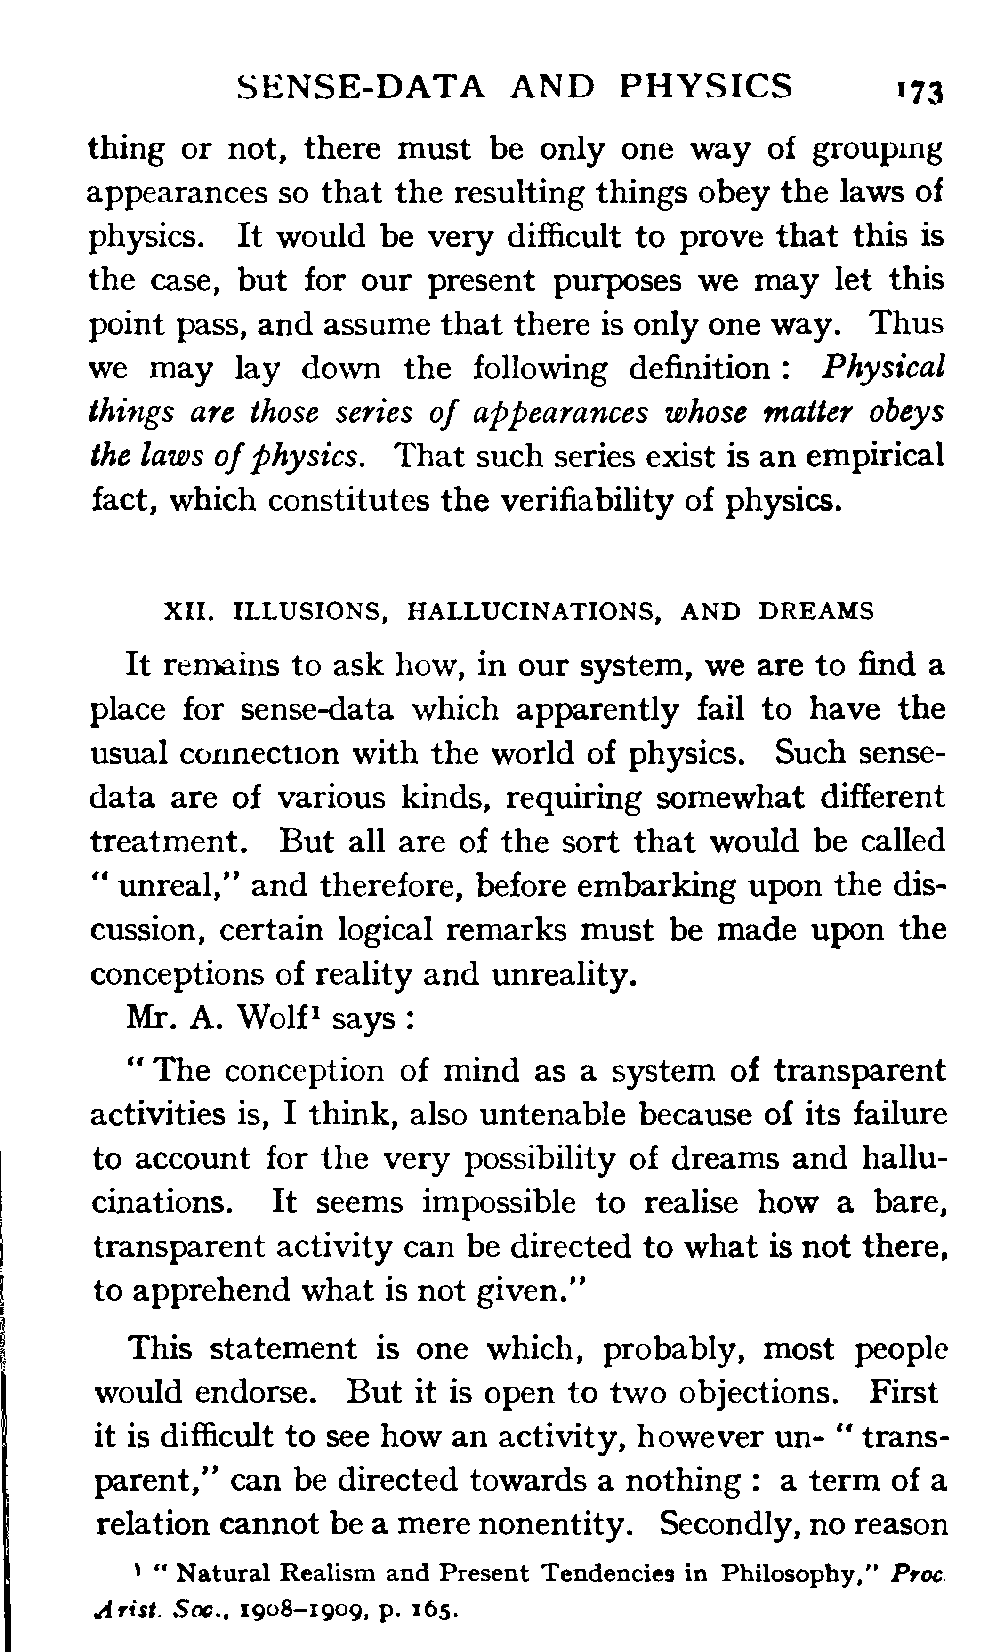 SENSE-DATA AND PHYSICS 173
thing or not, there must be only one way of grouping
appearances so that the resulting things obey the laws of
physics. It would be very difficult to prove that this is
the case, but for our present purposes we may let this
point pass, and assume that there is only one way. Thus
we may lay down the following definition : Physical
things are those series of appearances whose matter obeys
the laws of physics. That such series exist is an empirical
fact, which constitutes the verifiability of physics.
XII. ILLUSIONS, HALLUCINATIONS, AND DREAMS
It remains to ask how, in our system, we are to find a
place for sense-data which apparently fail to have the
usual connection with the world of physics. Such sense-
data are of various kinds, requiring somewhat different
treatment. But all are of the sort that would be called
“ unreal,” and therefore, before embarking upon the dis-
cussion, certain logical remarks must be made upon the
conceptions of reality and unreality.
Mr. A. Wolf¹ says :
“ The conception of mind as a system of transparent
activities is, I think, also untenable because of its failure
to account for the very possibility of dreams and hallu-
cinations. It seems impossible to realise how a bare,
transparent activity can be directed to what is not there,
to apprehend what is not given.”
This statement is one which, probably, most people
would endorse. But it is open to two objections. First
it is difficult to see how an activity, however un- “ trans-
parent,” can be directed towards a nothing : a term of a
relation cannot be a mere nonentity. Secondly, no reason
¹ “ Natural Realism and Present Tendencies in Philosophy,” Proc.
Arist. Soc., 1908–1909, p. 165.